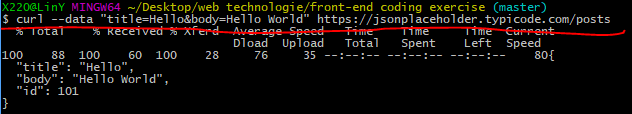 X220@LinY MINGW64 ~/Desktop/web technologie/front-end coding exercise (master)
$ curl --data "title=Hello&body=Hello World" https://jsonplaceholder.typicode.com/posts
  % Total    % Received % Xferd  Average Speed   Time    Time     Time  Current
                                 Dload  Upload   Total   Spent    Left  Speed
100    88  100    60  100    28     76     35 --:--:-- --:--:-- --:--:--    80{
  "title": "Hello",
  "body": "Hello World",
  "id": 101
}